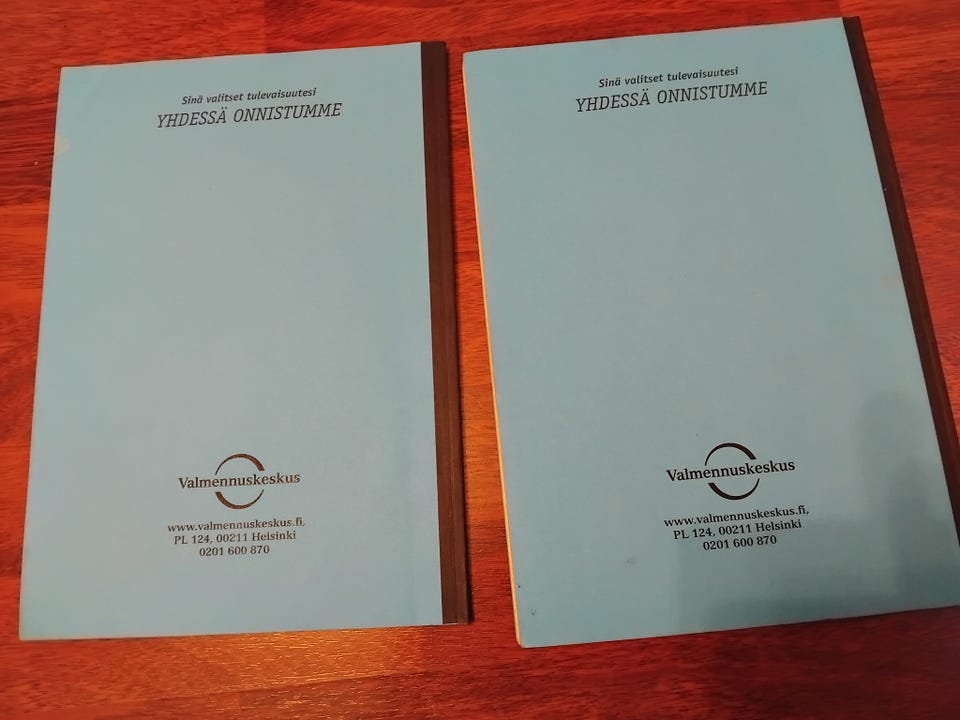 Sinä valitset tulevaisuutesi
YHDESSÄ ONNISTUMME
Valmennuskeskus
www.valmennuskeskus.fi,
PL 124, 00211 Helsinki
0201 600 870
Sinä valitset tulevaisuutesi
YHDESSÄ ONNISTUMME
Valmennuskeskus
www.valmennuskeskus.fi,
PL 124, 00211 Helsinki
0201 600 870